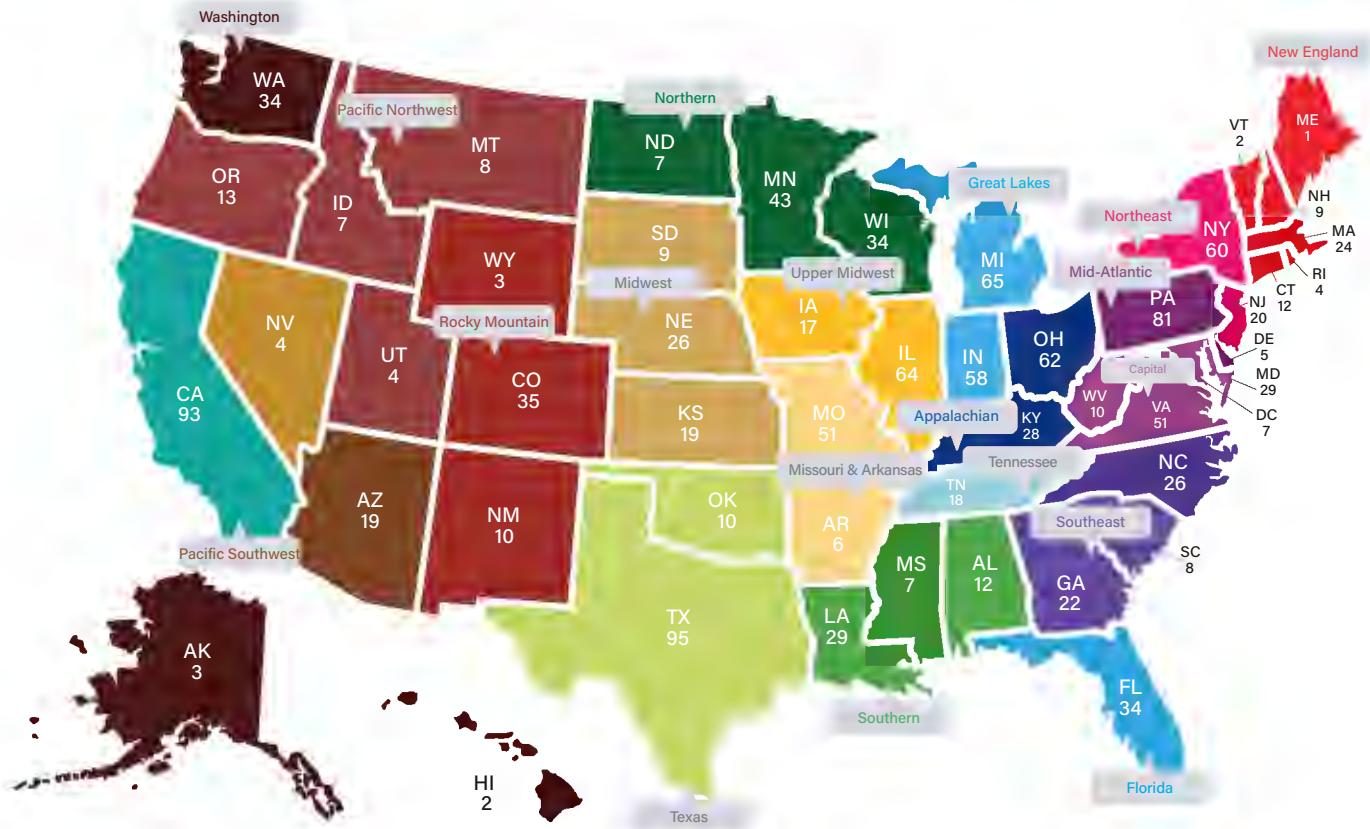 Washington
New England
WA
34
Pacific Northwest
Northern
ME
1
VT
2
MT
8
ND
7
OR
13
ID
7
MN
43
WI
34
Great Lakes
NH
9
Northeast
NY
60
MA
24
SD
9
WY
3
MI
65
Upper Midwest
Mid-Atlantic
RI
4
CT
12
Midwest
PA
81
NJ
20
IA
17
NE
26
NV
4
Rocky Mountain
UT
4
OH
62
IL
64
IN
58
DE
5
MD
29
Capital
CO
35
CA
93
WV
10
VA
51
DC
7
KS
19
MO
51
Appalachian
KY
28
Missouri & Arkansas
Tennessee
NC
26
TN
18
AZ
19
NM
10
OK
10
AR
6
Southeast
Pacific Southwest
SC
8
MS
7
AL
12
GA
22
TX
95
LA
29
AK
3
FL
34
Southern
HI
2
Florida
Texas